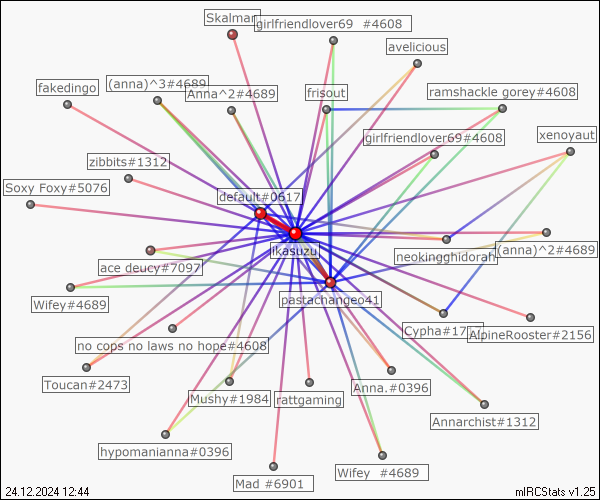 Skalmar
girlfriendlover69 #4608
avelicious
fakedingo
(anna)^3#4689
Anna^2#4689
frisout
ramshackle gorey#4608
girlfriendlover69#4608
xenoyaut
zibbits#1312
Soxy Foxy#5076
default#0617
ikasuzu
neokingghidorah
(anna)^2#4689
ace deucy#7097
Wifey#4689
pastachangeo41
Cypha#17
AlpineRooster#2156
no cops no laws no hope#4608
Toucan#2473
Mushy#1984
rattgaming
Anna.#0396
Annarchist#1312
hypomanianna#0396
Mad #6901
Wifey #4689
24.12.2024 12:44
mIRCStats v1.25